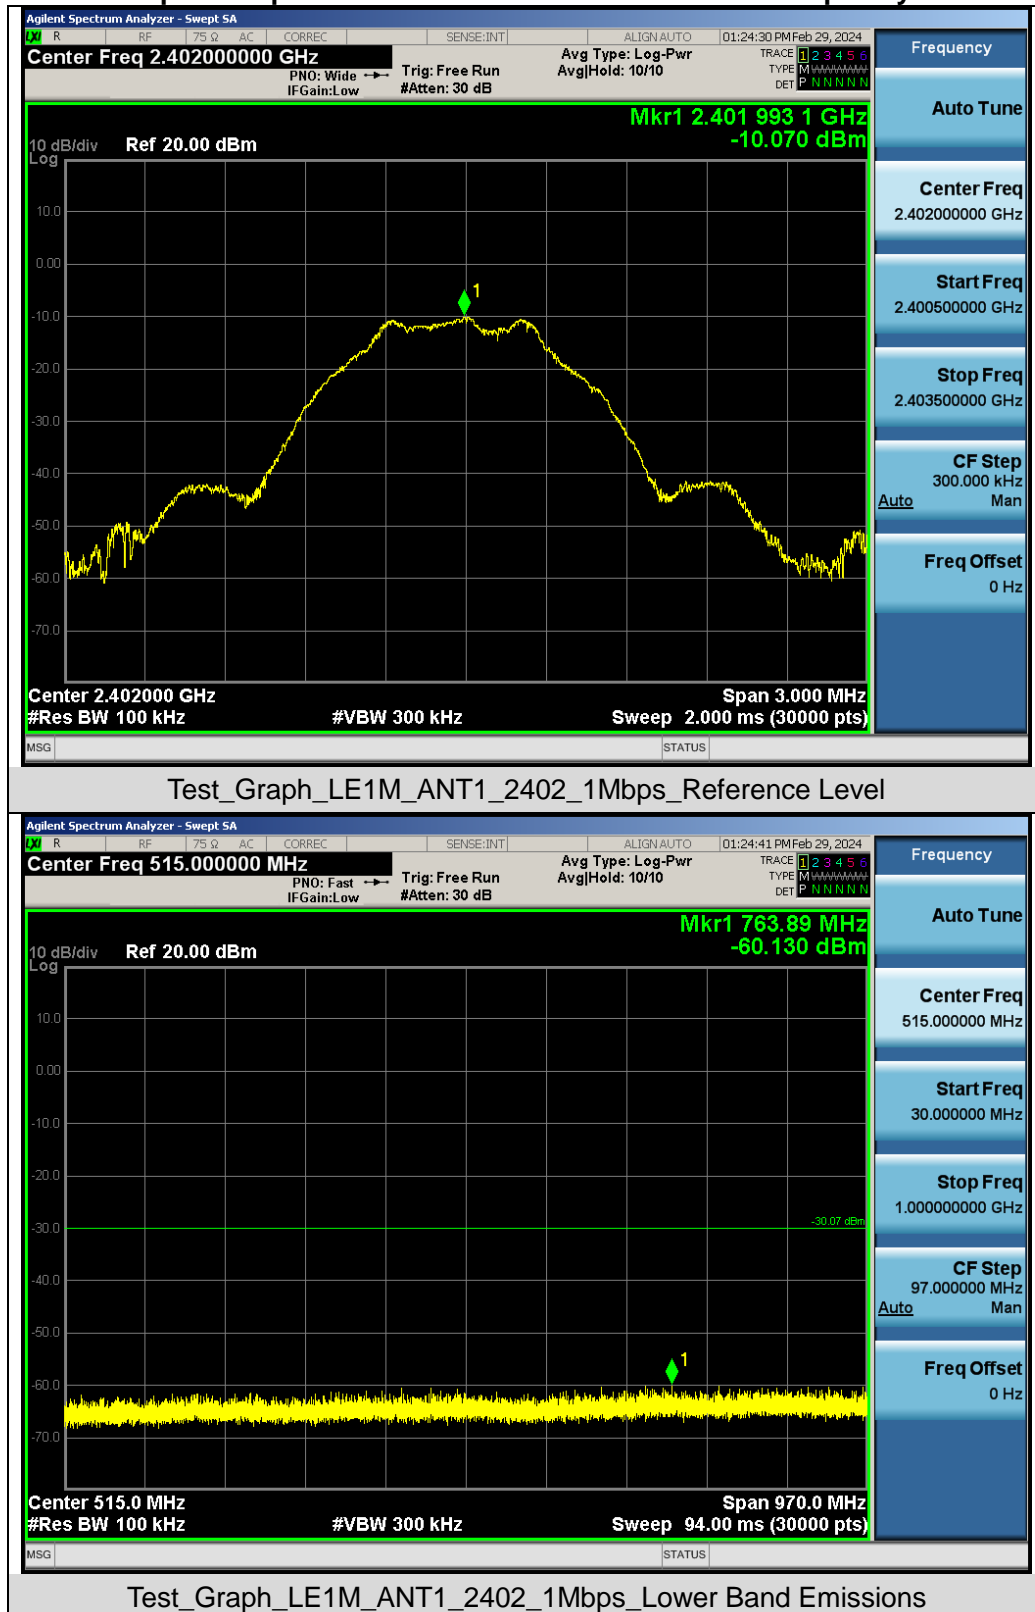 Agilent Spectrum Analyzer - Swept SA
LXI R RF 75 Ω AC CORREC SENSE:INT ALIGN AUTO 01:24:30 PM Feb 29, 2024
Center Freq 2.402000000 GHz
PNO: Wide
IFGain:Low
Trig: Free Run
#Atten: 30 dB
Avg Type: Log-Pwr
Avg|Hold: 10/10
TRACE 1 2 3 4 5 6
TYPE M
DET P N N N N N
Mkr1 2.401 993 1 GHz
-10.070 dBm
10 dB/div Ref 20.00 dBm
Log
10.0
0.00
-10.0
-20.0
-30.0
-40.0
-50.0
-60.0
-70.0
1
Center 2.402000 GHz Span 3.000 MHz
#Res BW 100 kHz #VBW 300 kHz Sweep 2.000 ms (30000 pts)
MSG STATUS
Frequency
Auto Tune
Center Freq
2.402000000 GHz
Start Freq
2.400500000 GHz
Stop Freq
2.403500000 GHz
CF Step
300.000 kHz
Auto Man
Freq Offset
0 Hz
Test_Graph_LE1M_ANT1_2402_1Mbps_Reference Level
Agilent Spectrum Analyzer - Swept SA
LXI R RF 75 Ω AC CORREC SENSE:INT ALIGN AUTO 01:24:41 PM Feb 29, 2024
Center Freq 515.000000 MHz
PNO: Fast
IFGain:Low
Trig: Free Run
#Atten: 30 dB
Avg Type: Log-Pwr
Avg|Hold: 10/10
TRACE 1 2 3 4 5 6
TYPE M
DET P N N N N N
Mkr1 763.89 MHz
-60.130 dBm
10 dB/div Ref 20.00 dBm
Log
10.0
0.00
-10.0
-20.0
-30.0
-40.0
-50.0
-60.0
-70.0
-30.07 dBm
1
Center 515.0 MHz Span 970.0 MHz
#Res BW 100 kHz #VBW 300 kHz Sweep 94.00 ms (30000 pts)
MSG STATUS
Frequency
Auto Tune
Center Freq
515.000000 MHz
Start Freq
30.000000 MHz
Stop Freq
1.000000000 GHz
CF Step
97.000000 MHz
Auto Man
Freq Offset
0 Hz
Test_Graph_LE1M_ANT1_2402_1Mbps_Lower Band Emissions